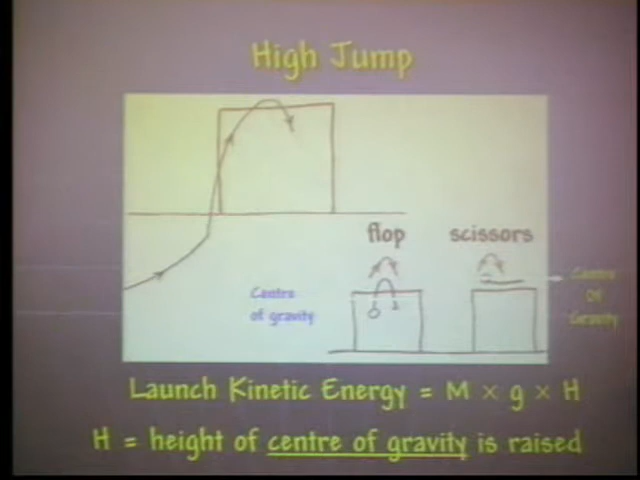 High Jump
flop
scissors
Centre
of gravity
Centre
Of
Gravity
Launch Kinetic Energy = M × g × H
H = height of centre of gravity is raised